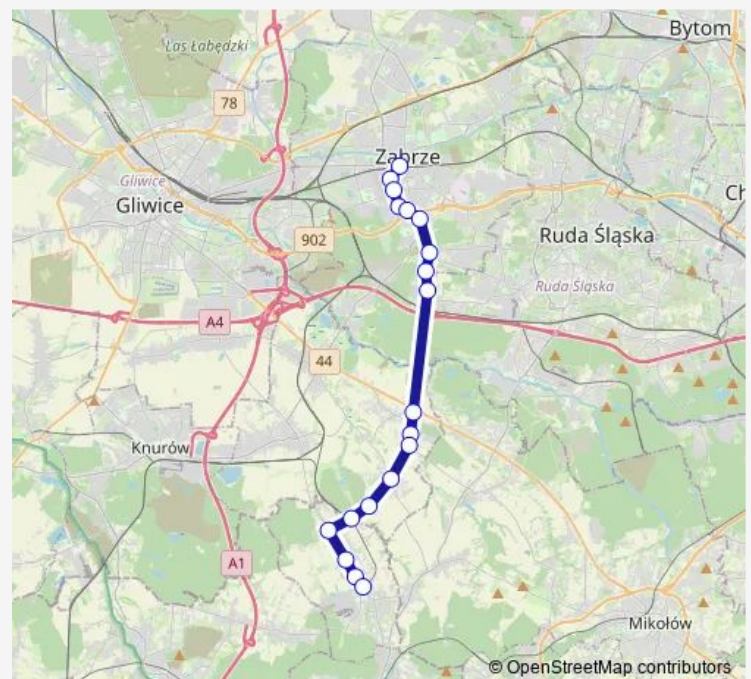 Bytom
Las Łabędzki
78
Zabrze
Gliwice
Gliwice
Ch
902
Ruda Śląska
Ruda Śląska
A4
44
Knurów
A1
Mikołów
© OpenStreetMap contributors